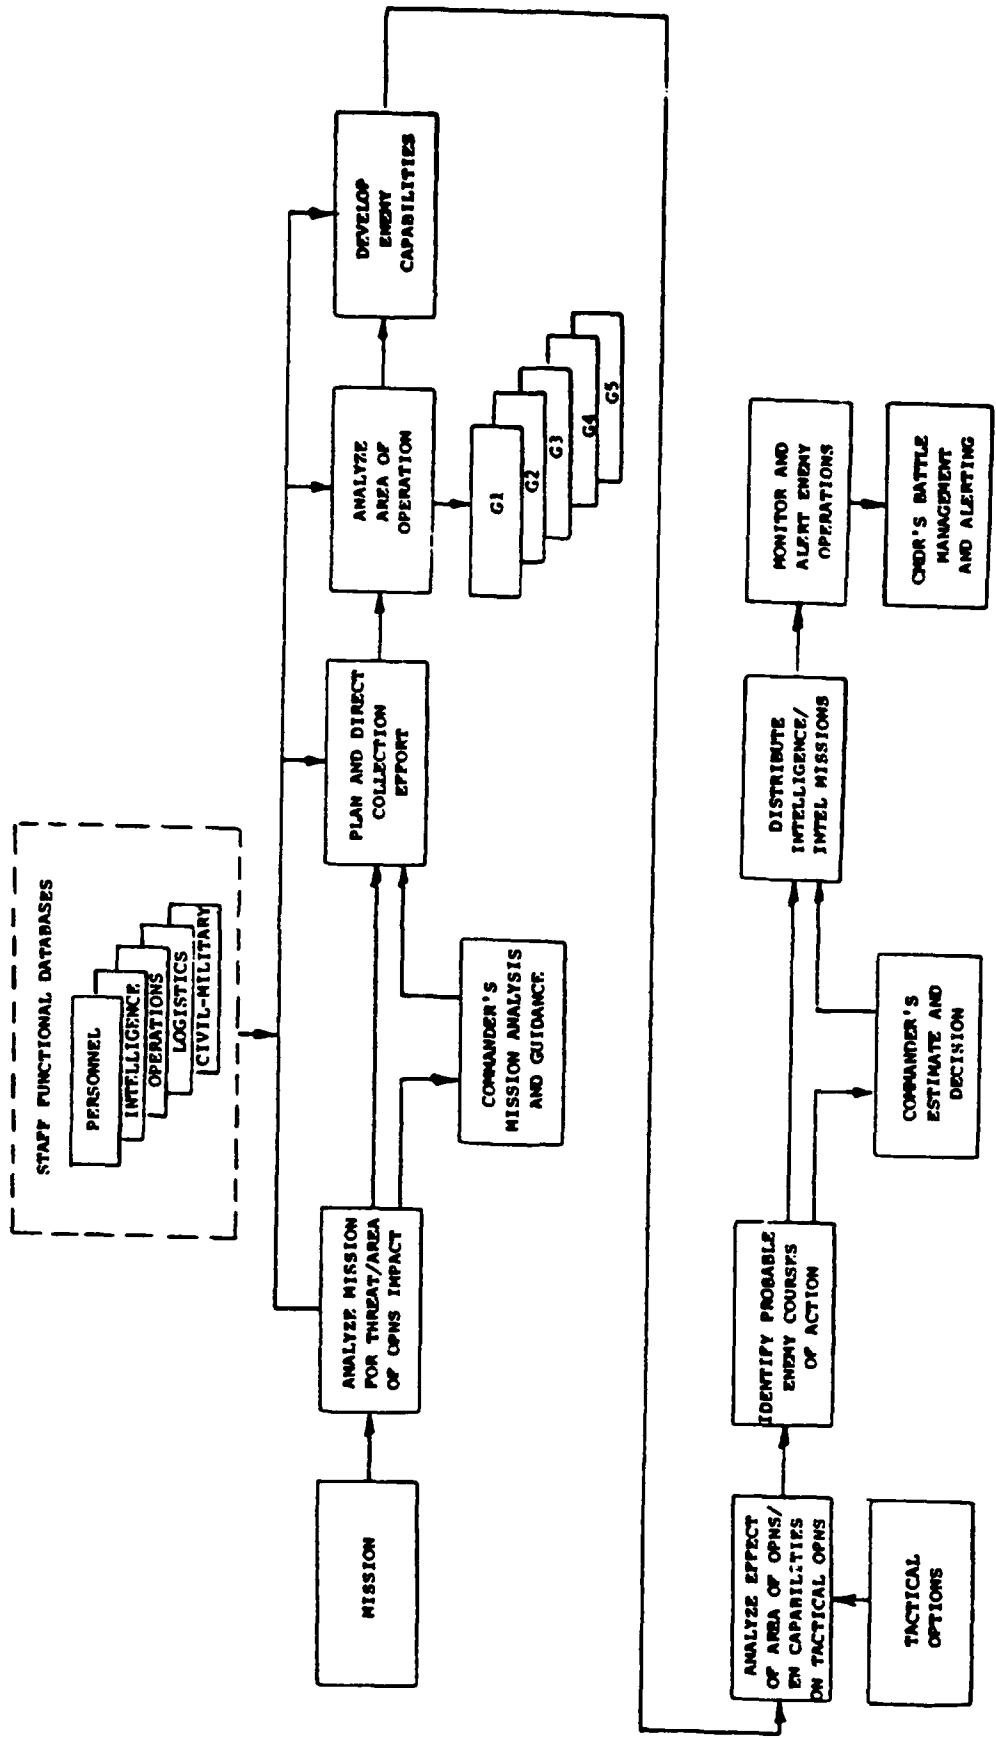 STAFF FUNCTIONAL DATABASES
PERSONNEL
INTELLIGENCE
OPERATIONS
LOGISTICS
CIVIL-MILITARY
MISSION
ANALYZE MISSION
FOR THREAT/AREA
OF OPNS IMPACT
COMMANDER'S
MISSION ANALYSIS
AND GUIDANCE
PLAN AND DIRECT
COLLECTION
EFFORT
ANALYZE
AREA OF
OPERATION
G1
G2
G3
G4
G5
DEVELOP
ENEMY
CAPABILITIES
ANALYZE EFFECT
OF AREA OF OPNS/
EN CAPABILITIES
ON TACTICAL OPNS
TACTICAL
OPTIONS
IDENTIFY PROBABLE
ENEMY COURSES
OF ACTION
COMMANDER'S
ESTIMATE AND
DECISION
DISTRIBUTE
INTELLIGENCE/
INTEL MISSIONS
MONITOR AND
ALERT ENEMY
OPERATIONS
CMDR'S BATTLE
MANAGEMENT
AND ALERTING